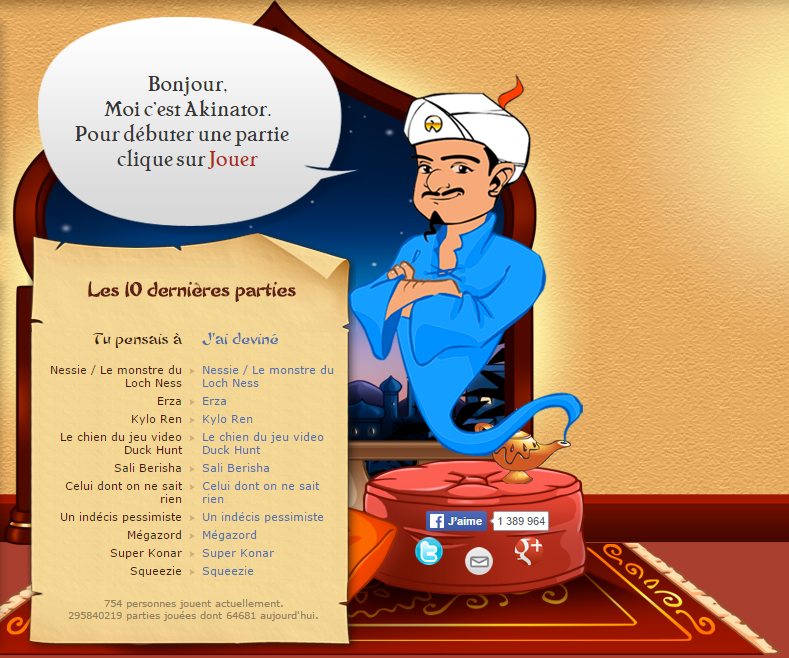 Bonjour,
Moi c'est Akinator.
Pour débuter une partie
clique sur Jouer
Les 10 dernières parties
Tu pensais à J'ai deviné
Nessie / Le monstre du Nessie / Le monstre du
Loch Ness Loch Ness
Erza Erza
Kylo Ren Kylo Ren
Le chien du jeu video Le chien du jeu video
Duck Hunt Duck Hunt
Sali Berisha Sali Berisha
Celui dont on ne sait Celui dont on ne sait
rien rien
Un indécis pessimiste Un indécis pessimiste
Mégazord Mégazord
Super Konar Super Konar
Squeezie Squeezie
754 personnes jouent actuellement.
295840219 parties jouées dont 64681 aujourd'hui.
J'aime 1 389 964
g+